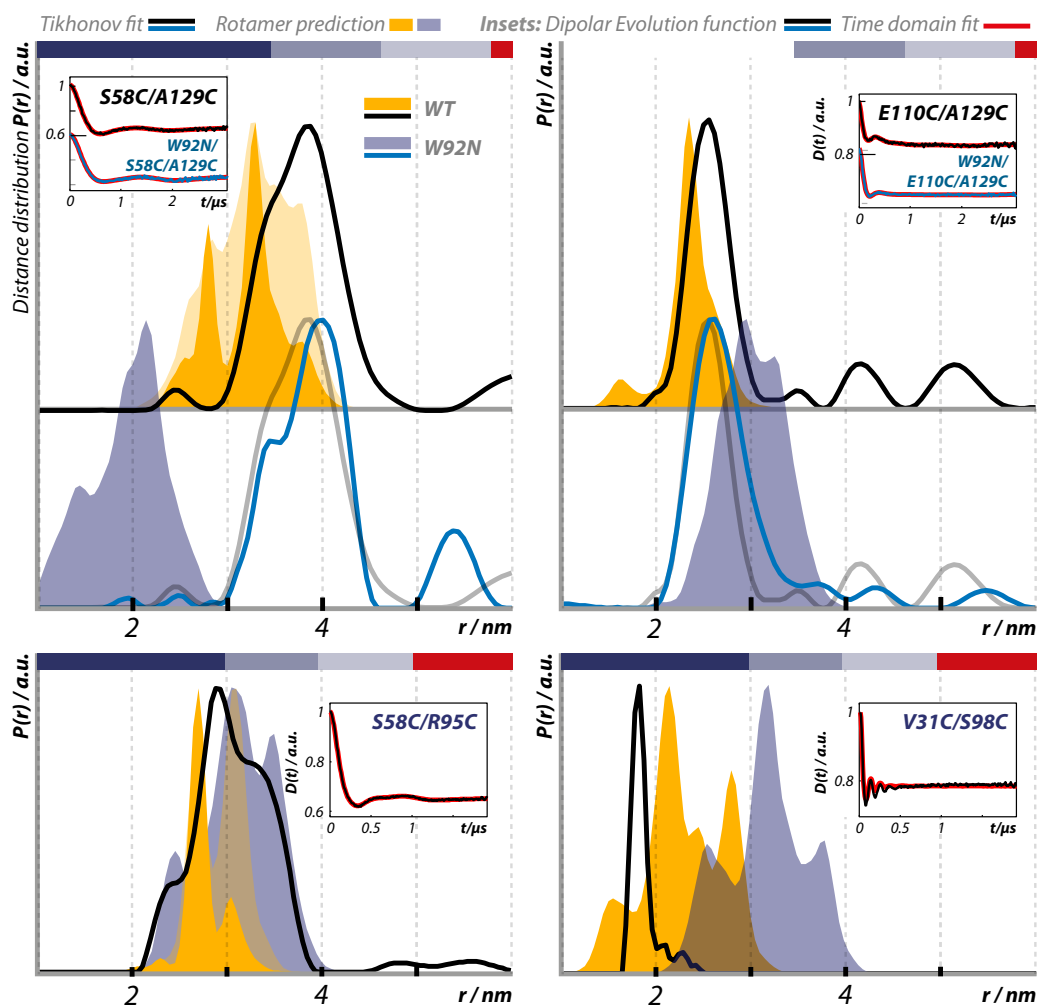 Tikhonov fit Rotamer prediction Insets: Dipolar Evolution function Time domain fit
Distance distribution P(r) / a.u.
1
0.6
S58C/A129C
W92N/
S58C/A129C
0 1 2
t/μs
WT
W92N
2 4 r / nm
P(r) / a.u.
D(t) / a.u.
1
0.8
E110C/A129C
W92N/
E110C/A129C
0 1 2
t/μs
2 4 r / nm
P(r) / a.u.
D(t) / a.u.
1
0.8
0.6
S58C/R95C
0 0.5 1
t/μs
2 4 r / nm
P(r) / a.u.
D(t) / a.u.
1
0.8
V31C/S98C
0 0.5 1
t/μs
2 4 r / nm